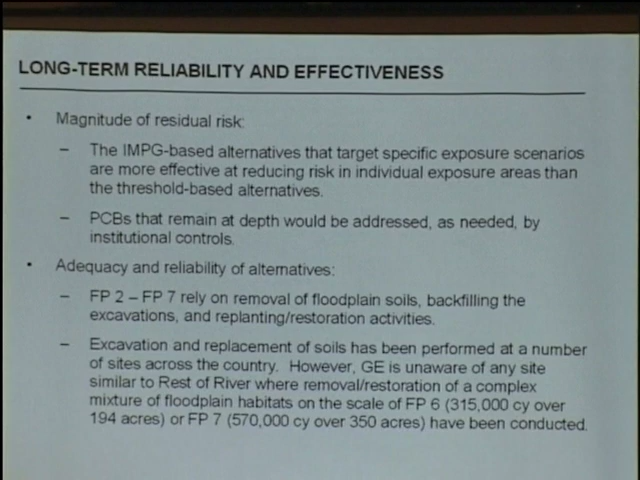 LONG-TERM RELIABILITY AND EFFECTIVENESS
• Magnitude of residual risk:
– The IMPG-based alternatives that target specific exposure scenarios
are more effective at reducing risk in individual exposure areas than
the threshold-based alternatives.
– PCBs that remain at depth would be addressed, as needed, by
institutional controls.
• Adequacy and reliability of alternatives:
– FP 2 – FP 7 rely on removal of floodplain soils, backfilling the
excavations, and replanting/restoration activities.
– Excavation and replacement of soils has been performed at a number
of sites across the country. However, GE is unaware of any site
similar to Rest of River where removal/restoration of a complex
mixture of floodplain habitats on the scale of FP 6 (315,000 cy over
194 acres) or FP 7 (570,000 cy over 350 acres) have been conducted.